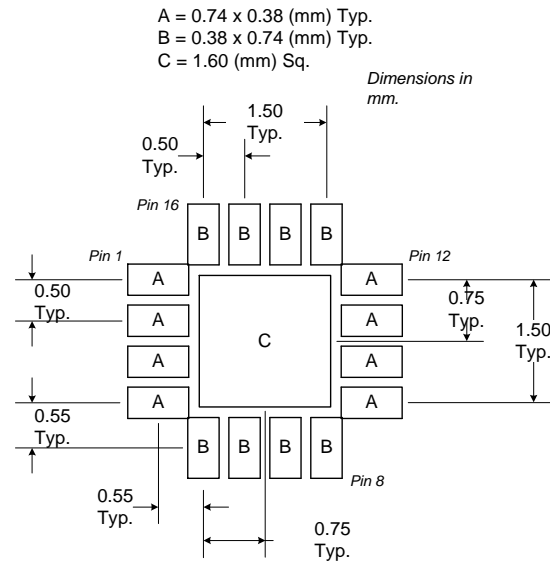 A = 0.74 x 0.38 (mm) Typ.
B = 0.38 x 0.74 (mm) Typ.
C = 1.60 (mm) Sq.
Dimensions in
mm.
1.50
Typ.
0.50
Typ.
Pin 16
B B B B
Pin 1
Pin 12
A
A
0.50
Typ.
0.75
Typ.
1.50
Typ.
A
A
C
A
A
A
A
0.55
Typ.
B B B B
Pin 8
0.55
Typ.
0.75
Typ.